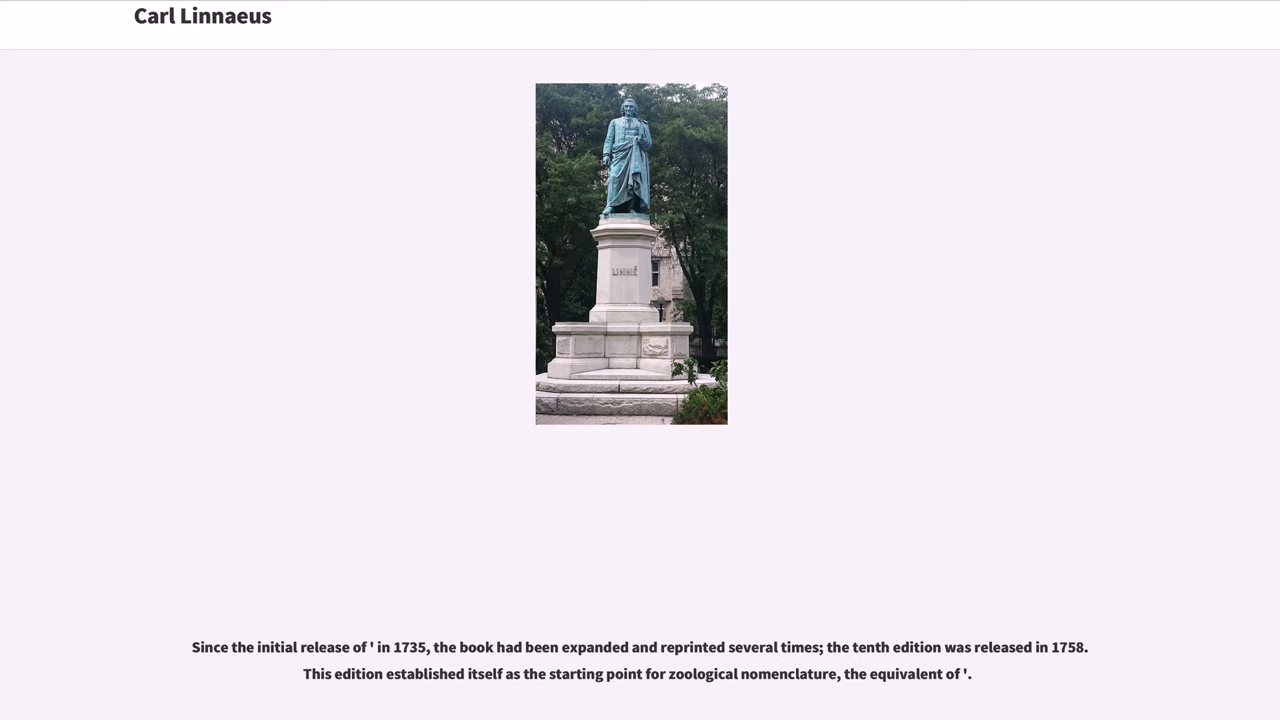 Carl Linnaeus
LINNÉ
Since the initial release of ' in 1735, the book had been expanded and reprinted several times; the tenth edition was released in 1758.
This edition established itself as the starting point for zoological nomenclature, the equivalent of '.